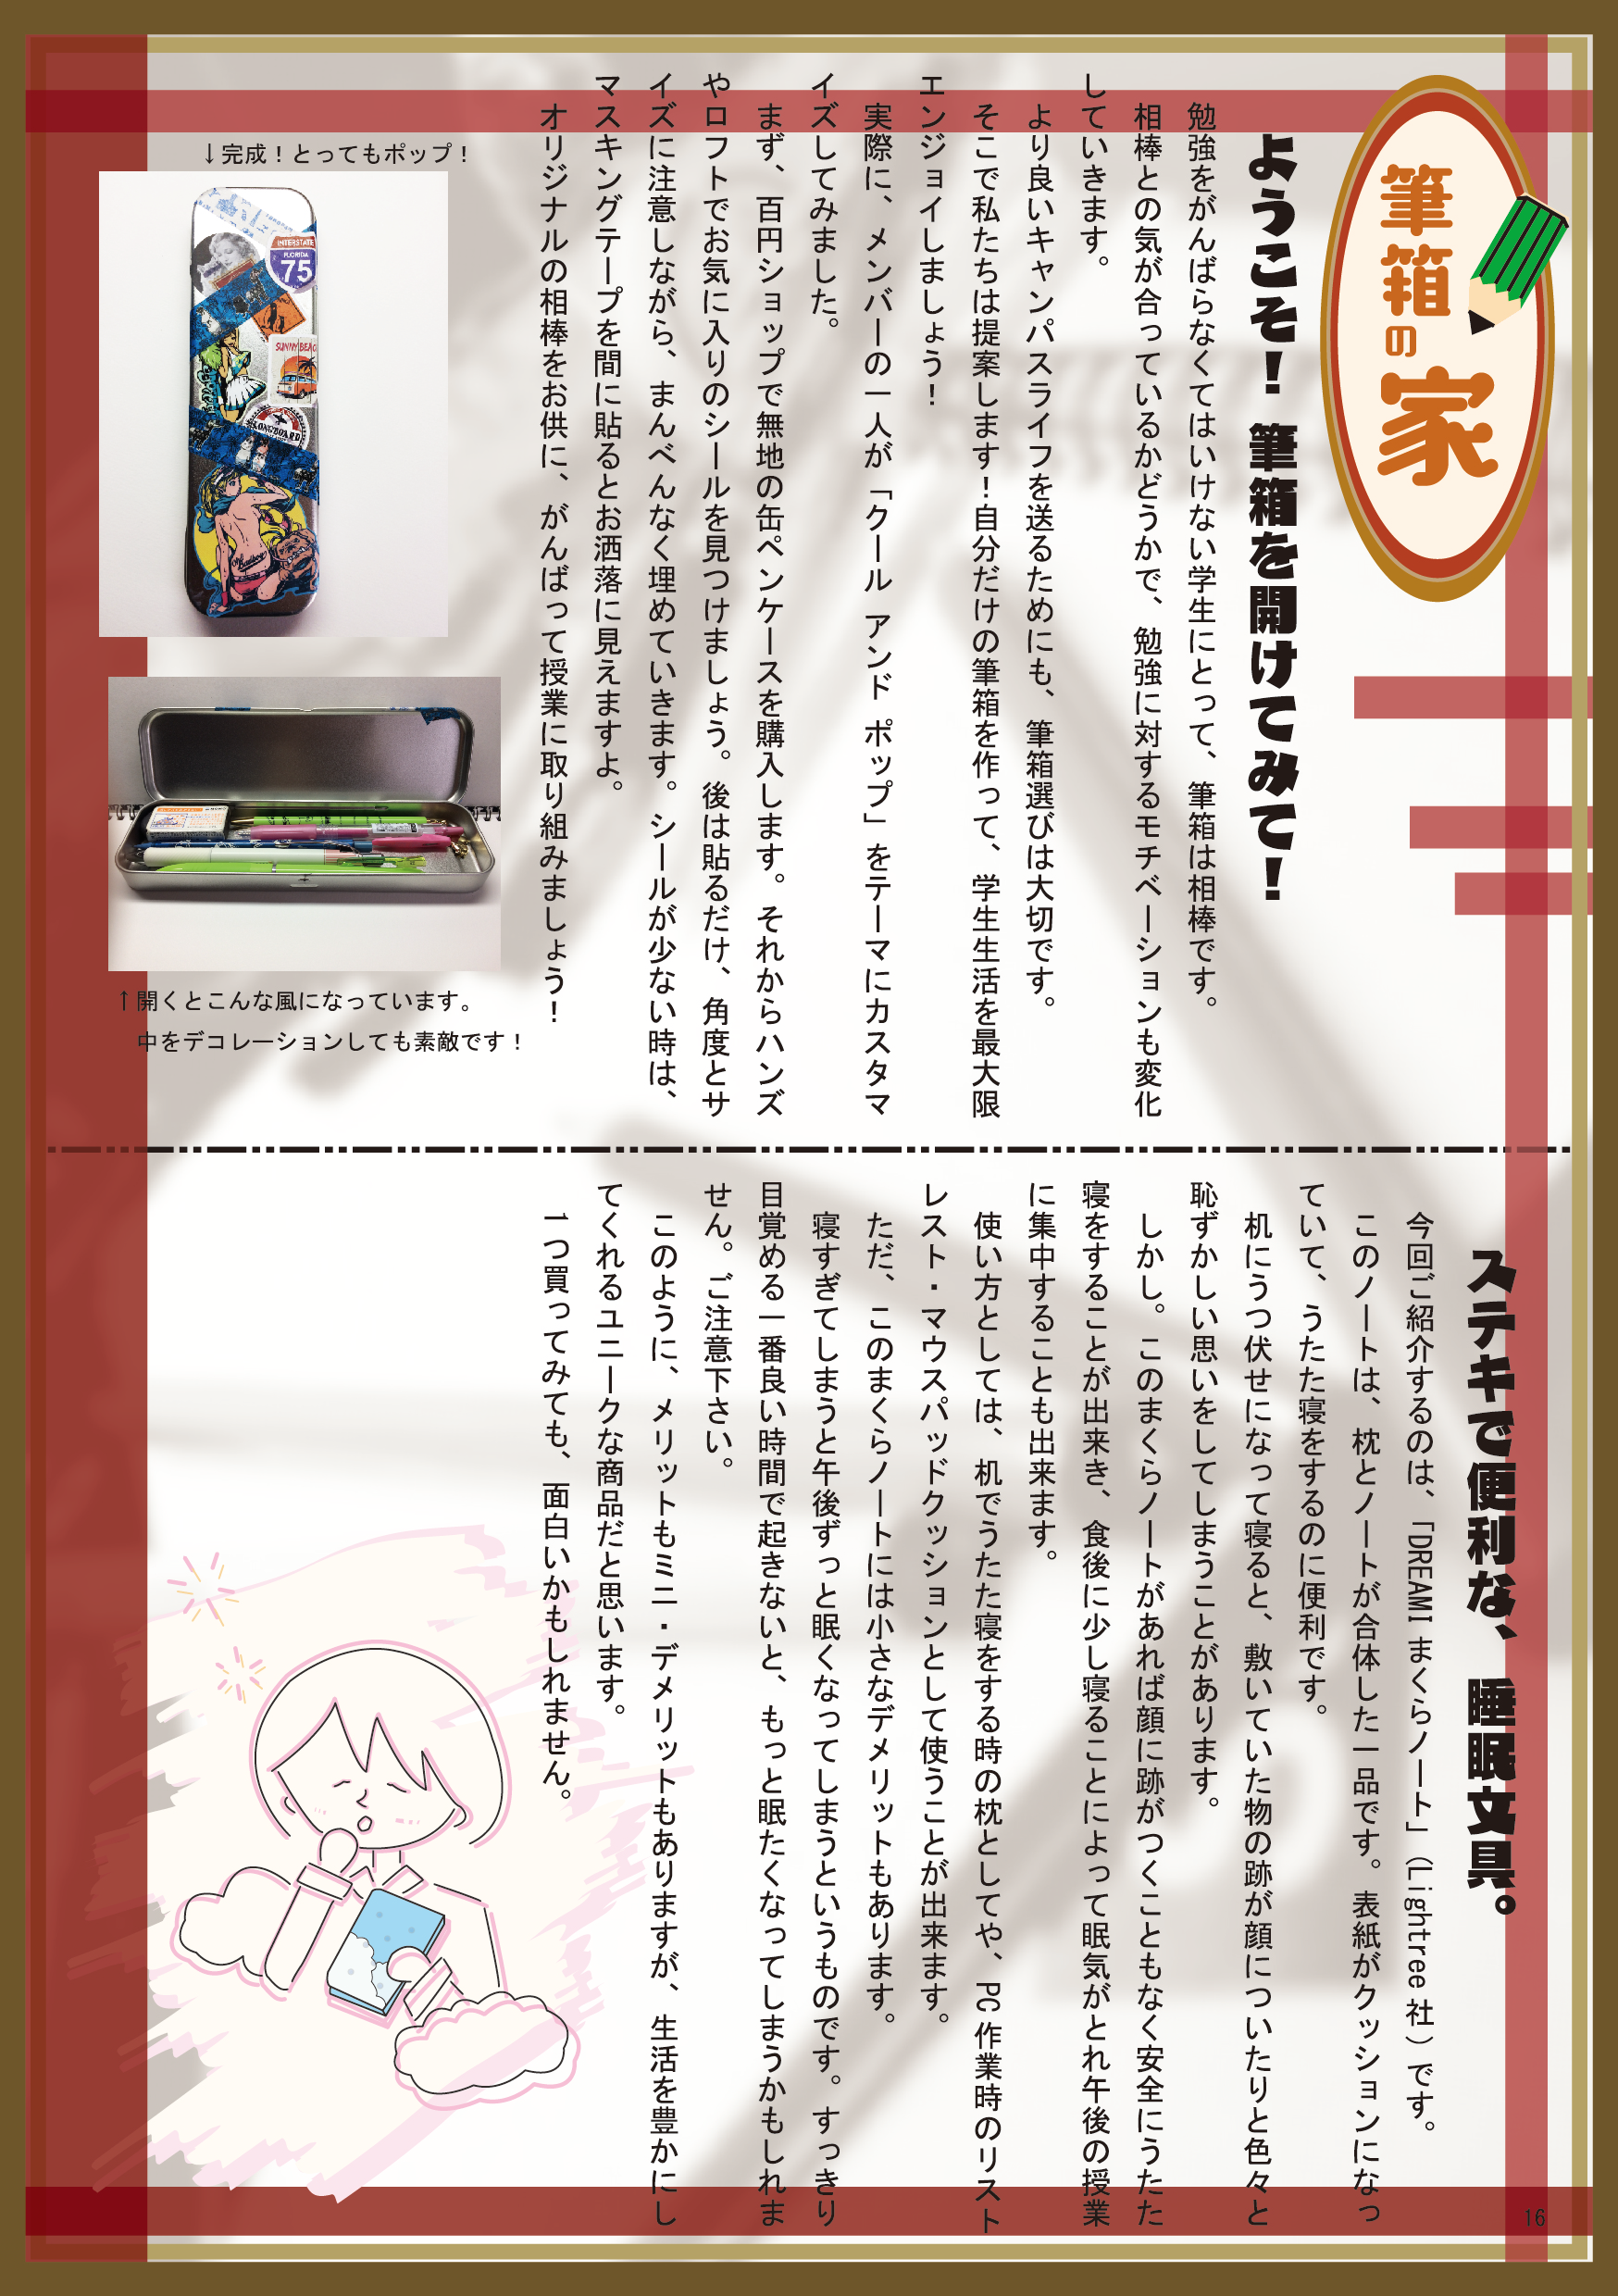 筆箱の家
ようこそ！筆箱を開けてみて！
　勉強をがんばらなくてはいけない学生にとって、筆箱は相棒です。
　相棒との気が合っているかどうかで、勉強に対するモチベーションも変化
していきます。
　より良いキャンパスライフを送るためにも、筆箱選びは大切です。
　そこで私たちは提案します！自分だけの筆箱を作って、学生生活を最大限
エンジョイしましょう！
　実際に、メンバーの一人が「クール アンド ポップ」をテーマにカスタマ
イズしてみました。
　まず、百円ショップで無地の缶ペンケースを購入します。それからハンズ
やロフトでお気に入りのシールを見つけましょう。後は貼るだけ、角度とサ
イズに注意しながら、まんべんなく埋めていきます。シールが少ない時は、
マスキングテープを間に貼るとお洒落に見えますよ。
　オリジナルの相棒をお供に、がんばって授業に取り組みましょう！
↓完成！とってもポップ！
INTERSTATE
FLORIDA
75
SUNNY BEAC
LONGBOARD
↑開くとこんな風になっています。
中をデコレーションしても素敵です！
ステキで便利な、睡眠文具。
　今回ご紹介するのは、「DREAMI まくらノート」（Lightree 社）です。
　このノートは、枕とノートが合体した一品です。表紙がクッションになっ
ていて、うたた寝をするのに便利です。
　机にうつ伏せになって寝ると、敷いていた物の跡が顔についたりと色々と
恥ずかしい思いをしてしまうことがあります。
　しかし。このまくらノートがあれば顔に跡がつくこともなく安全にうたた
寝をすることが出来き、食後に少し寝ることによって眠気がとれ午後の授業
に集中することも出来ます。
　使い方としては、机でうたた寝をする時の枕としてや、PC 作業時のリスト
レスト・マウスパッドクッションとして使うことが出来ます。
　ただ、このまくらノートには小さなデメリットもあります。
　寝すぎてしまうと午後ずっと眠くなってしまうというものです。すっきり
目覚める一番良い時間で起きないと、もっと眠たくなってしまうかもしれま
せん。ご注意下さい。
　このように、メリットもミニ・デメリットもありますが、生活を豊かにし
てくれるユニークな商品だと思います。
　一つ買ってみても、面白いかもしれません。
16